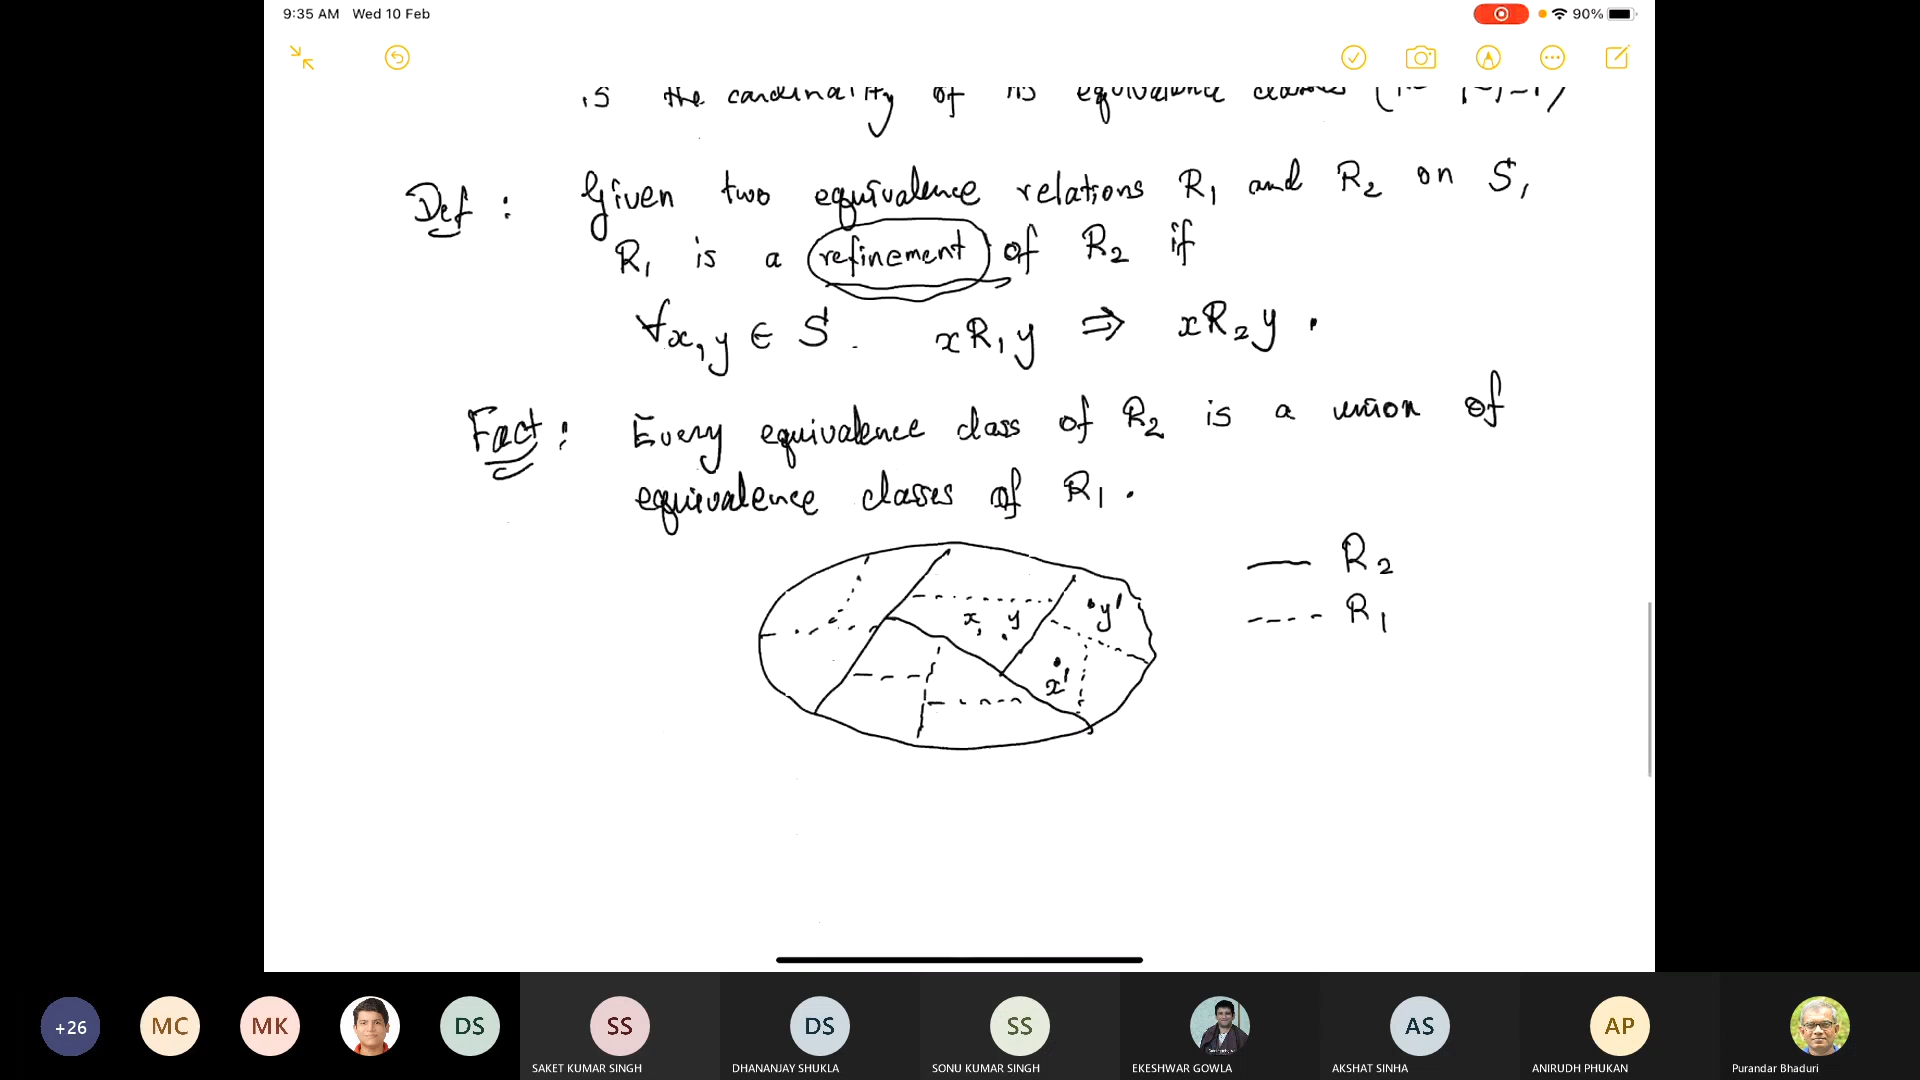 9:35 AM Wed 10 Feb
90%
is the cardinality of its equivalence classes
Def : Given two equivalence relations R₁ and R₂ on S,
R₁ is a refinement of R₂ if
∀x, y ∈ S. xR₁y ⇒ xR₂y.
Fact : Every equivalence class of R₂ is a union of
equivalence classes of R₁.
R₂
R₁
x, y
y'
x'
+26
MC
MK
DS
SS
SAKET KUMAR SINGH
DS
DHANANJAY SHUKLA
SS
SONU KUMAR SINGH
EKESHWAR GOWLA
AS
AKSHAT SINHA
AP
ANIRUDH PHUKAN
Purandar Bhaduri